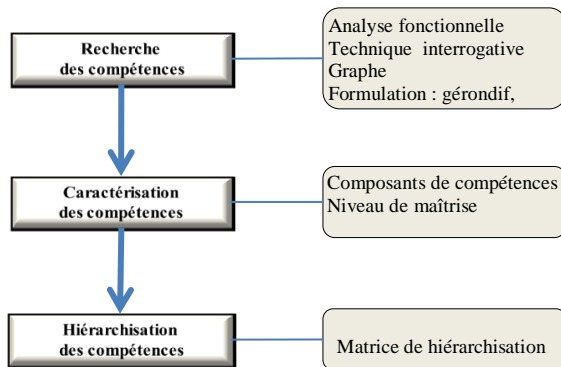 Recherche
des compétences
Analyse fonctionnelle
Technique interrogative
Graphe
Formulation : gérondif,
Caractérisation
des compétences
Composants de compétences
Niveau de maîtrise
Hiérarchisation
des compétences
Matrice de hiérarchisation